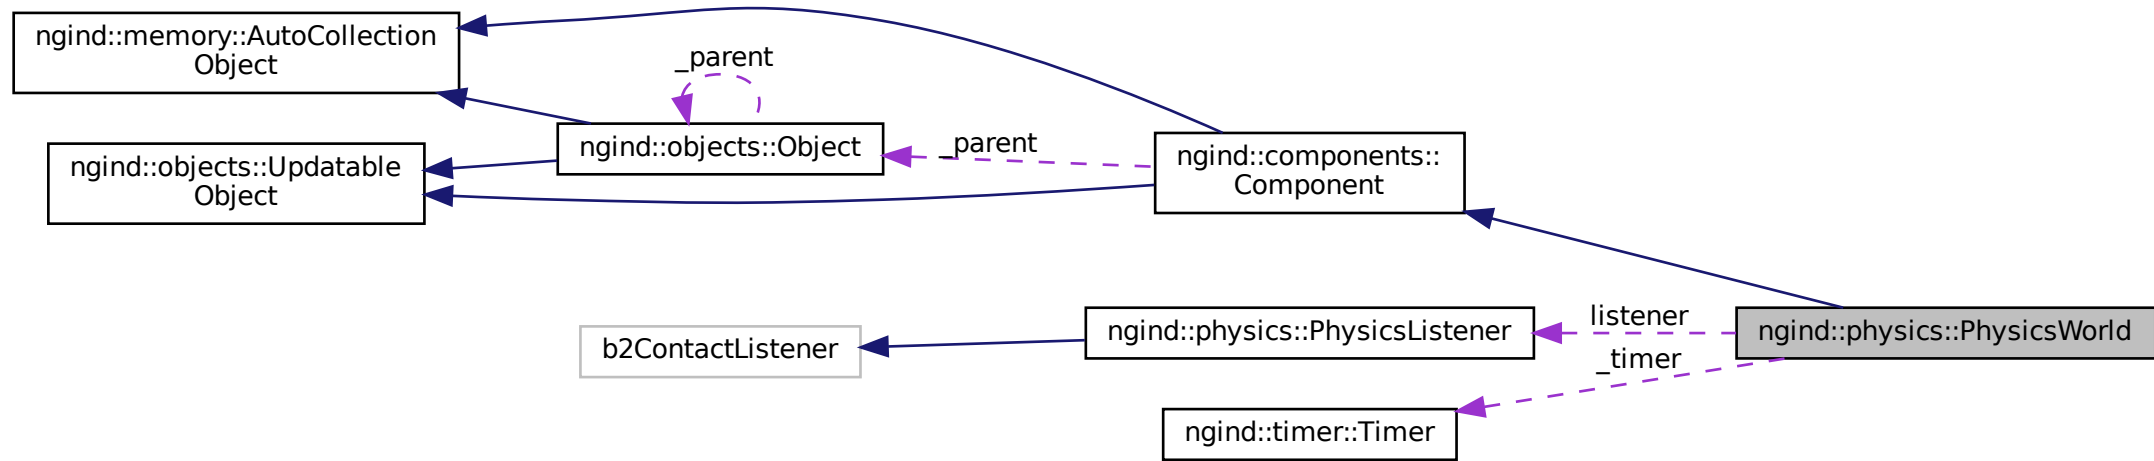 ngind::memory::AutoCollection
Object
_parent
ngind::objects::Object
_parent
ngind::objects::Updatable
Object
ngind::components::
Component
b2ContactListener
ngind::physics::PhysicsListener
listener
ngind::physics::PhysicsWorld
_timer
ngind::timer::Timer